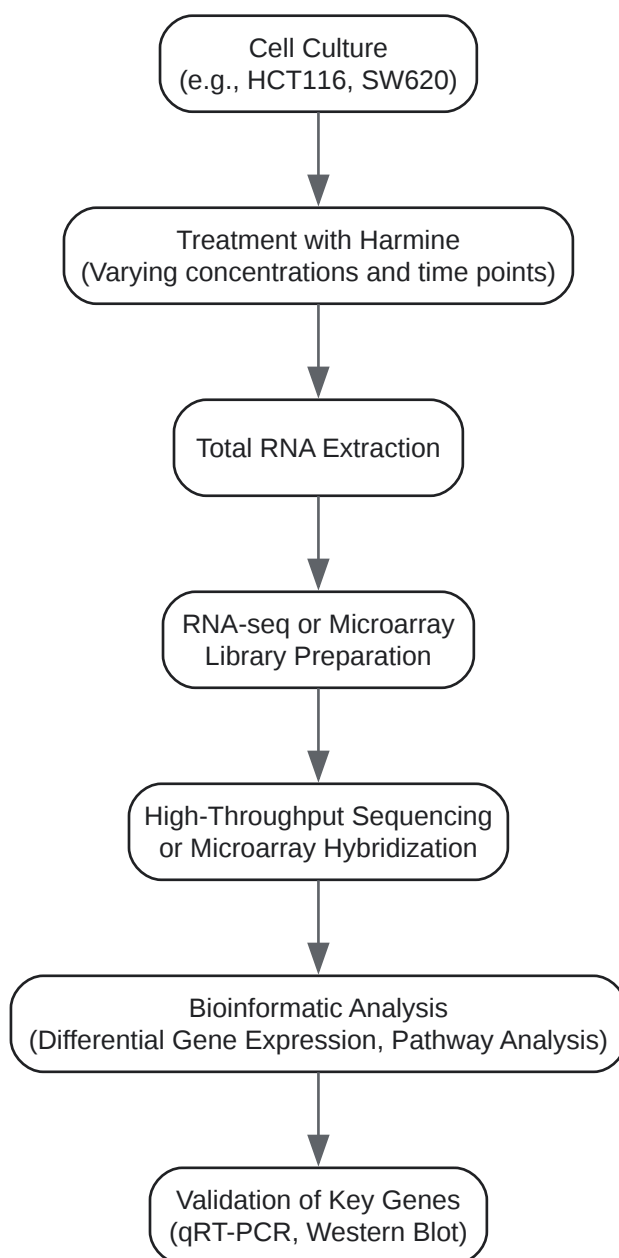 Cell Culture
(e.g., HCT116, SW620)
Treatment with Harmine
(Varying concentrations and time points)
Total RNA Extraction
RNA-seq or Microarray
Library Preparation
High-Throughput Sequencing
or Microarray Hybridization
Bioinformatic Analysis
(Differential Gene Expression, Pathway Analysis)
Validation of Key Genes
(qRT-PCR, Western Blot)